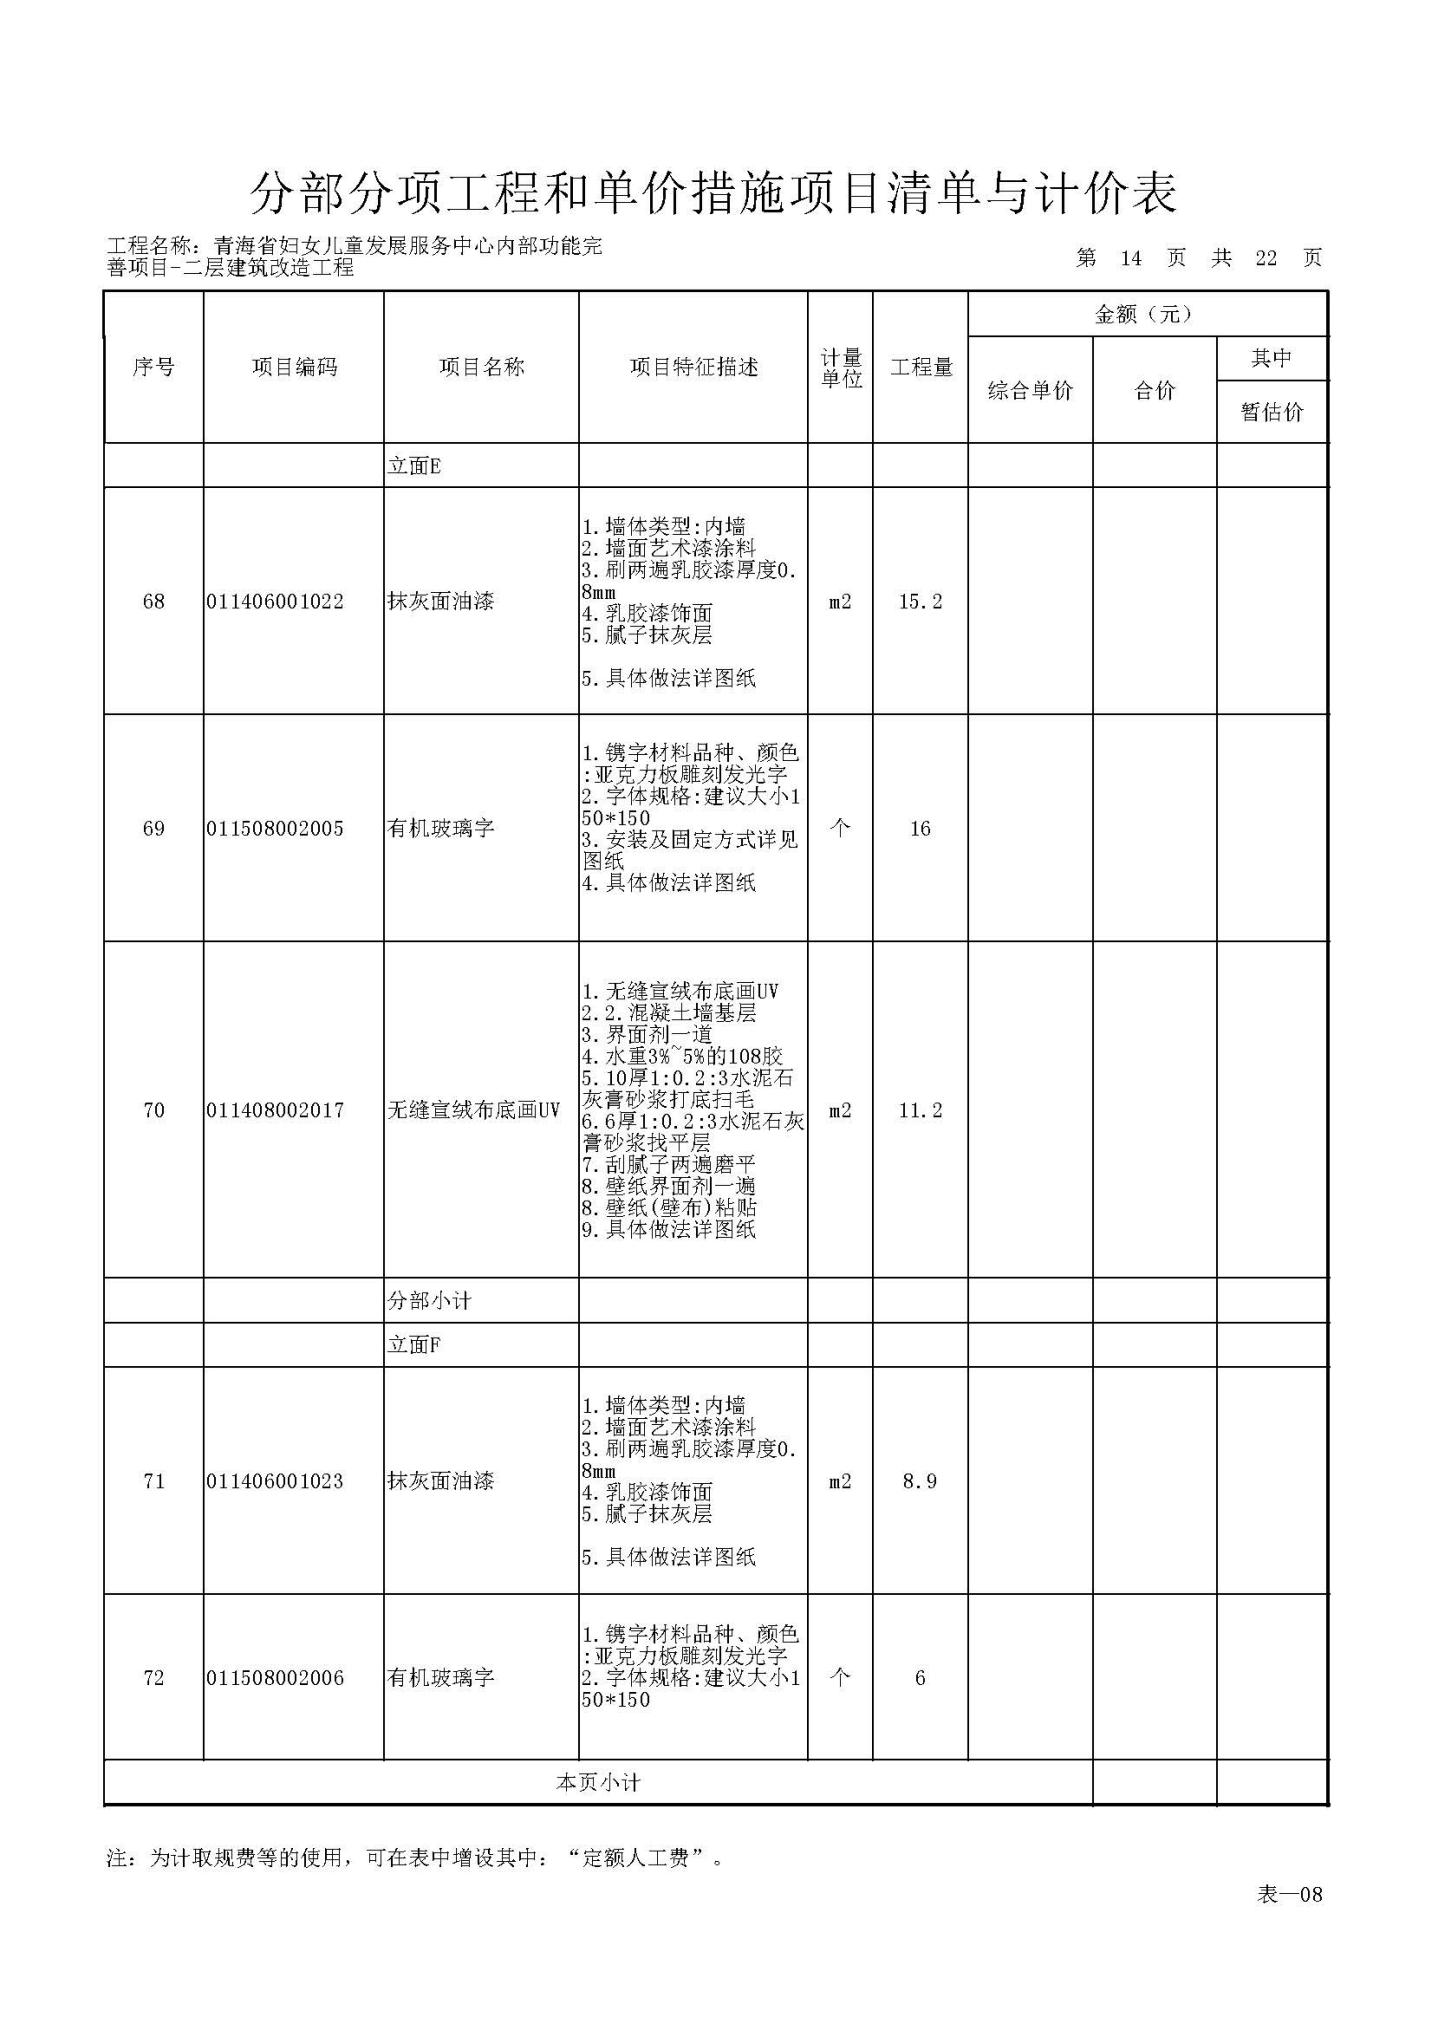 分部分项工程和单价措施项目清单与计价表
工程名称：青海省妇女儿童发展服务中心内部功能完
善项目-二层建筑改造工程
第 14 页 共 22 页
序号 项目编码 项目名称 项目特征描述 计量单位 工程量 金额（元）
综合单价 合价 其中
暂估价
立面E
68 011406001022 抹灰面油漆
1.墙体类型:内墙
2.墙面艺术漆涂料
3.刷两遍乳胶漆厚度0.
8mm
4.乳胶漆饰面
5.腻子抹灰层
5.具体做法详图纸
m2 15.2
69 011508002005 有机玻璃字
1.镌字材料品种、颜色
:亚克力板雕刻发光字
2.字体规格:建议大小1
50*150
3.安装及固定方式详见
图纸
4.具体做法详图纸
个 16
70 011408002017 无缝宣绒布底画UV
1.无缝宣绒布底画UV
2.2.混凝土墙基层
3.界面剂一道
4.水重3%~5%的108胶
5.10厚1:0.2:3水泥石
灰膏砂浆打底扫毛
6.6厚1:0.2:3水泥石灰
膏砂浆找平层
7.刮腻子两遍磨平
8.壁纸界面剂一遍
8.壁纸(壁布)粘贴
9.具体做法详图纸
m2 11.2
分部小计
立面F
71 011406001023 抹灰面油漆
1.墙体类型:内墙
2.墙面艺术漆涂料
3.刷两遍乳胶漆厚度0.
8mm
4.乳胶漆饰面
5.腻子抹灰层
5.具体做法详图纸
m2 8.9
72 011508002006 有机玻璃字
1.镌字材料品种、颜色
:亚克力板雕刻发光字
2.字体规格:建议大小1
50*150
个 6
本页小计
注：为计取规费等的使用，可在表中增设其中：“定额人工费”。
表—08